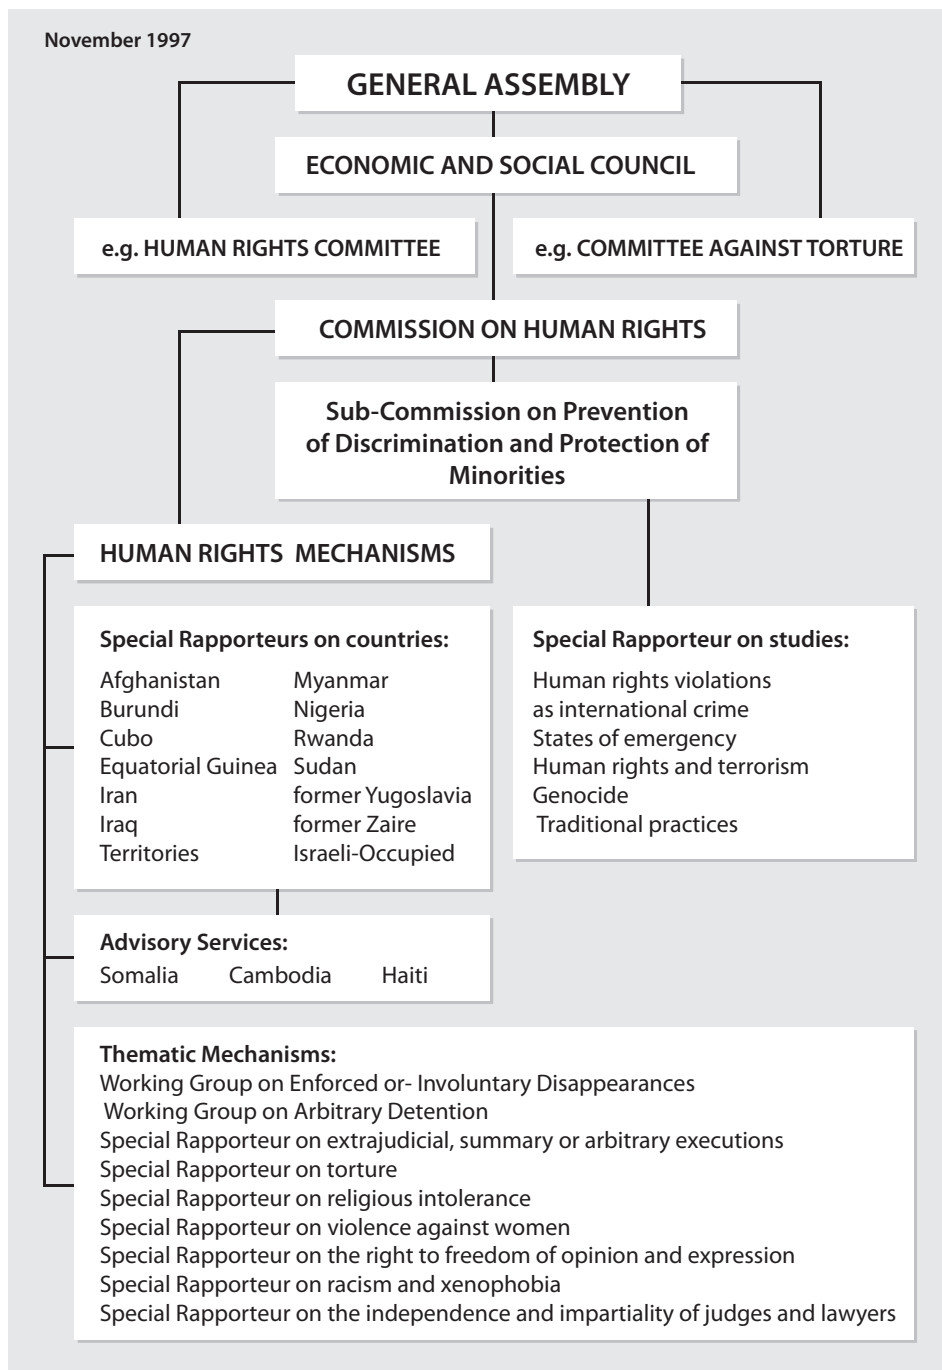 November 1997
GENERAL ASSEMBLY
ECONOMIC AND SOCIAL COUNCIL
e.g. HUMAN RIGHTS COMMITTEE
e.g. COMMITTEE AGAINST TORTURE
COMMISSION ON HUMAN RIGHTS
Sub-Commission on Prevention
of Discrimination and Protection of
Minorities
HUMAN RIGHTS MECHANISMS
Special Rapporteurs on countries:
Afghanistan Myanmar
Burundi Nigeria
Cubo Rwanda
Equatorial Guinea Sudan
Iran former Yugoslavia
Iraq former Zaire
Territories Israeli-Occupied
Special Rapporteur on studies:
Human rights violations
as international crime
States of emergency
Human rights and terrorism
Genocide
Traditional practices
Advisory Services:
Somalia Cambodia Haiti
Thematic Mechanisms:
Working Group on Enforced or- Involuntary Disappearances
Working Group on Arbitrary Detention
Special Rapporteur on extrajudicial, summary or arbitrary executions
Special Rapporteur on torture
Special Rapporteur on religious intolerance
Special Rapporteur on violence against women
Special Rapporteur on the right to freedom of opinion and expression
Special Rapporteur on racism and xenophobia
Special Rapporteur on the independence and impartiality of judges and lawyers